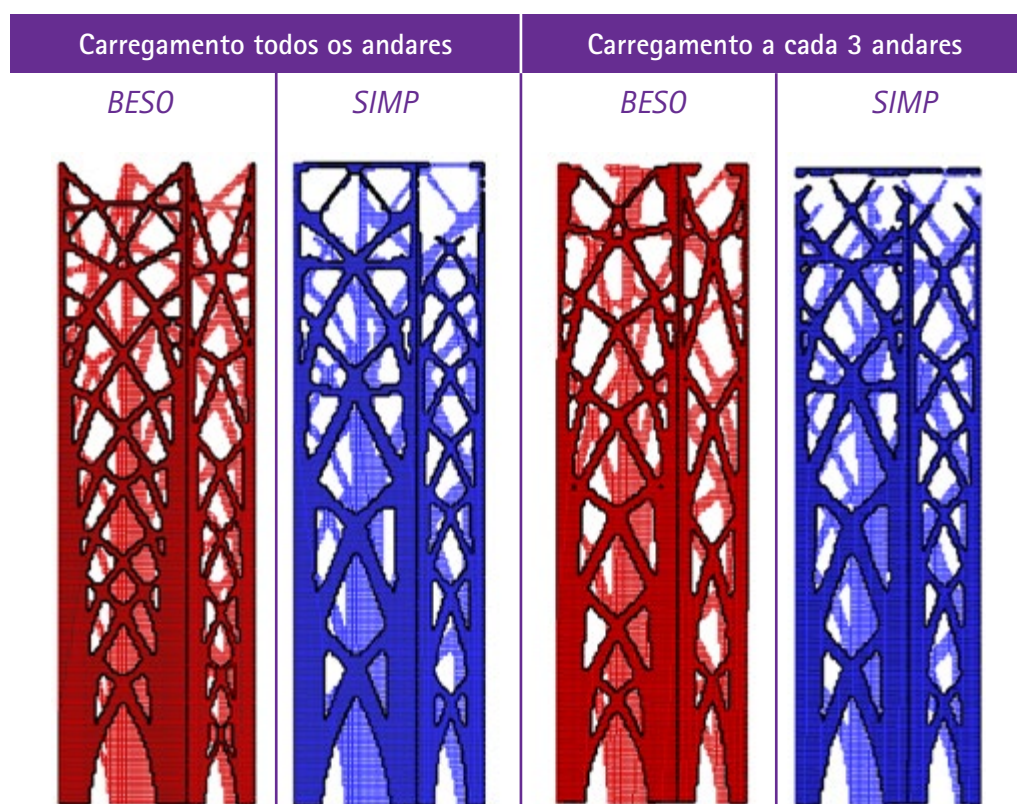 Carregamento todos os andares
Carregamento a cada 3 andares
BESO
SIMP
BESO
SIMP